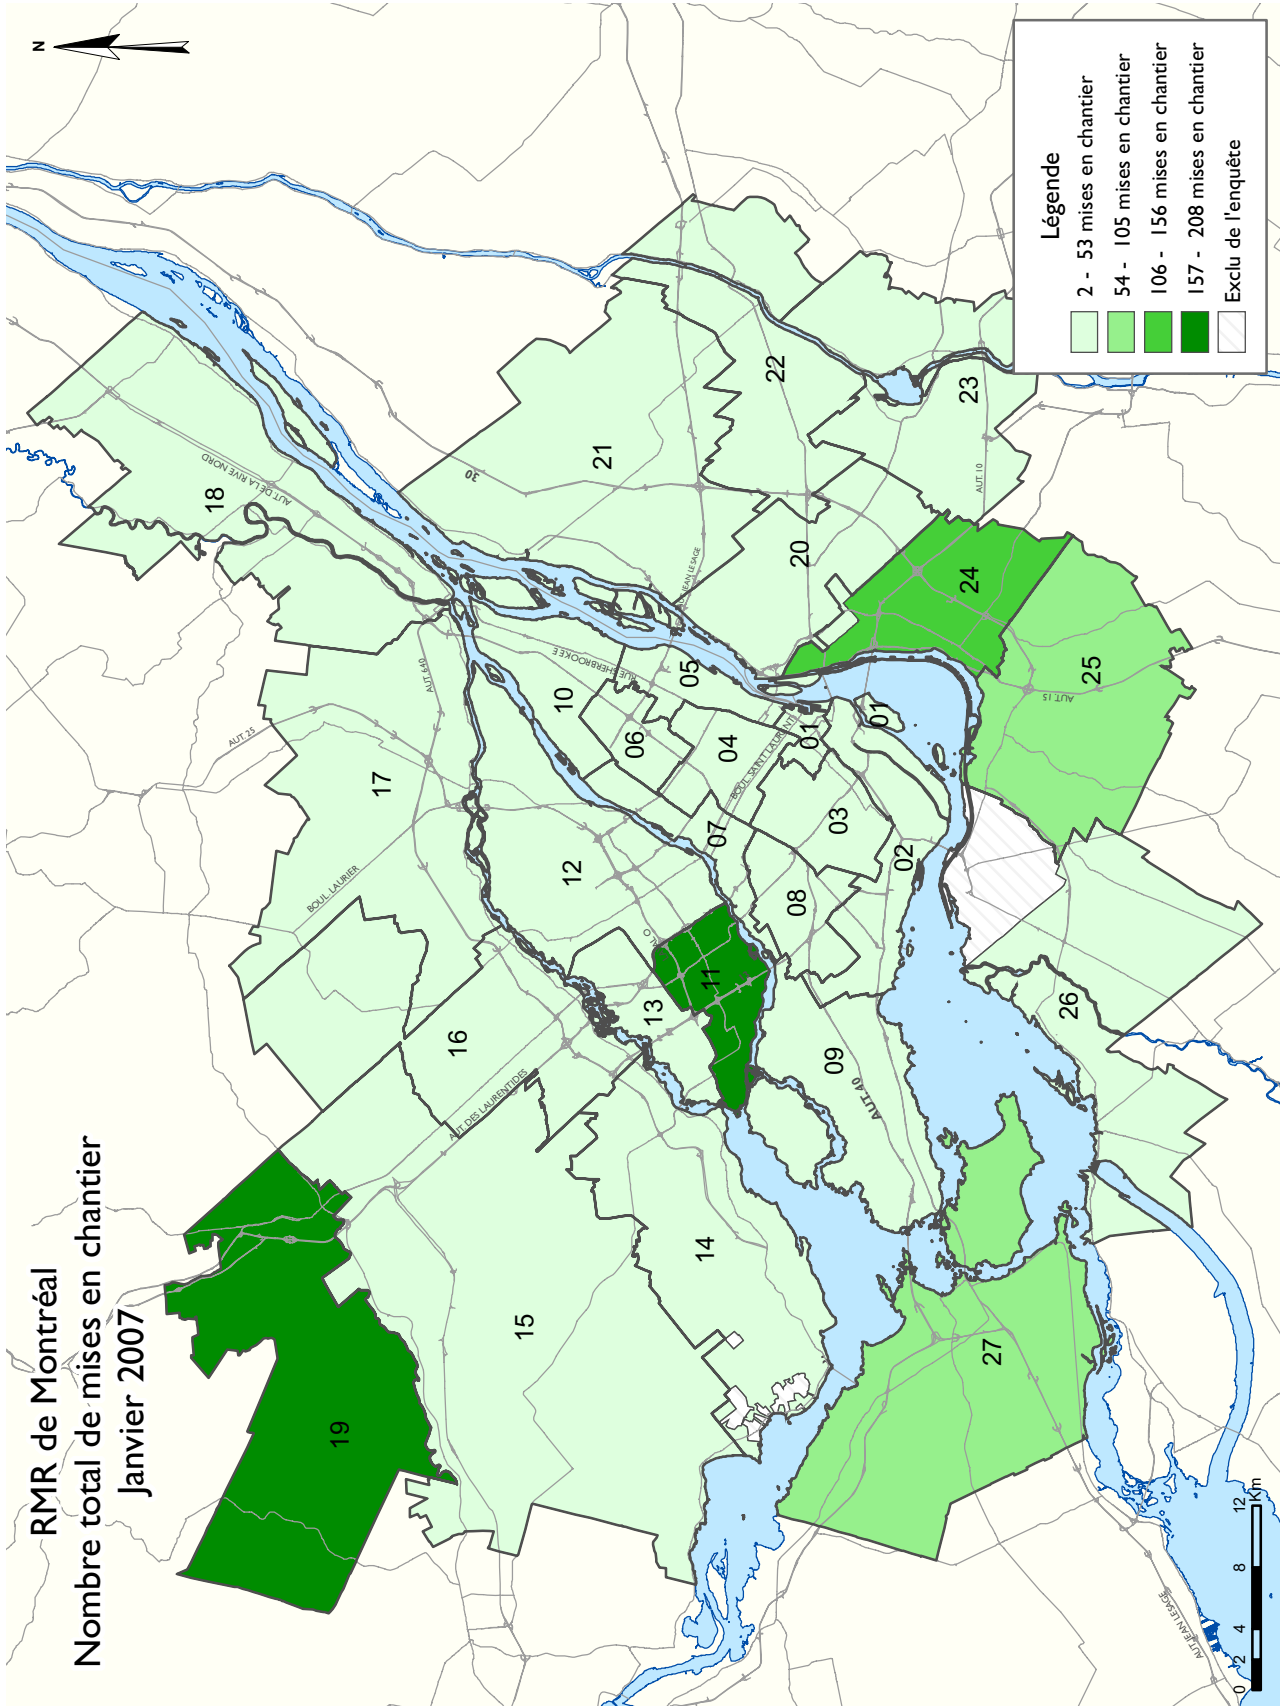 RMR de Montréal
Nombre total de mises en chantier
Janvier 2007
N
Légende
2 - 53 mises en chantier
54 - 105 mises en chantier
106 - 156 mises en chantier
157 - 208 mises en chantier
Exclu de l'enquête
19
15
14
27
16
13
11
09
AUT. 40
26
12
17
18
10
06
05
04
07
01
01
03
08
02
21
22
20
23
24
25
AUT. DES LAURENTIDES
BOUL. LAURIER
AUT. 25
AUT. 640
AUT. DE LA RIVE NORD
30
RUE SHERBROOKE E
BOUL. SAINT LAURENT
JEAN LESAGE
AUT. 10
AUT. 15
AUT. JEAN LESAGE
0 2 4 8 12
Km